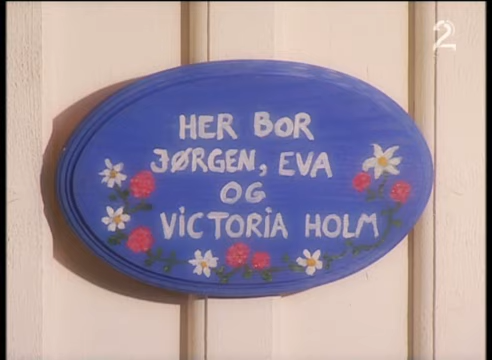 2
HER BOR
JØRGEN, EVA
OG
VICTORIA HOLM